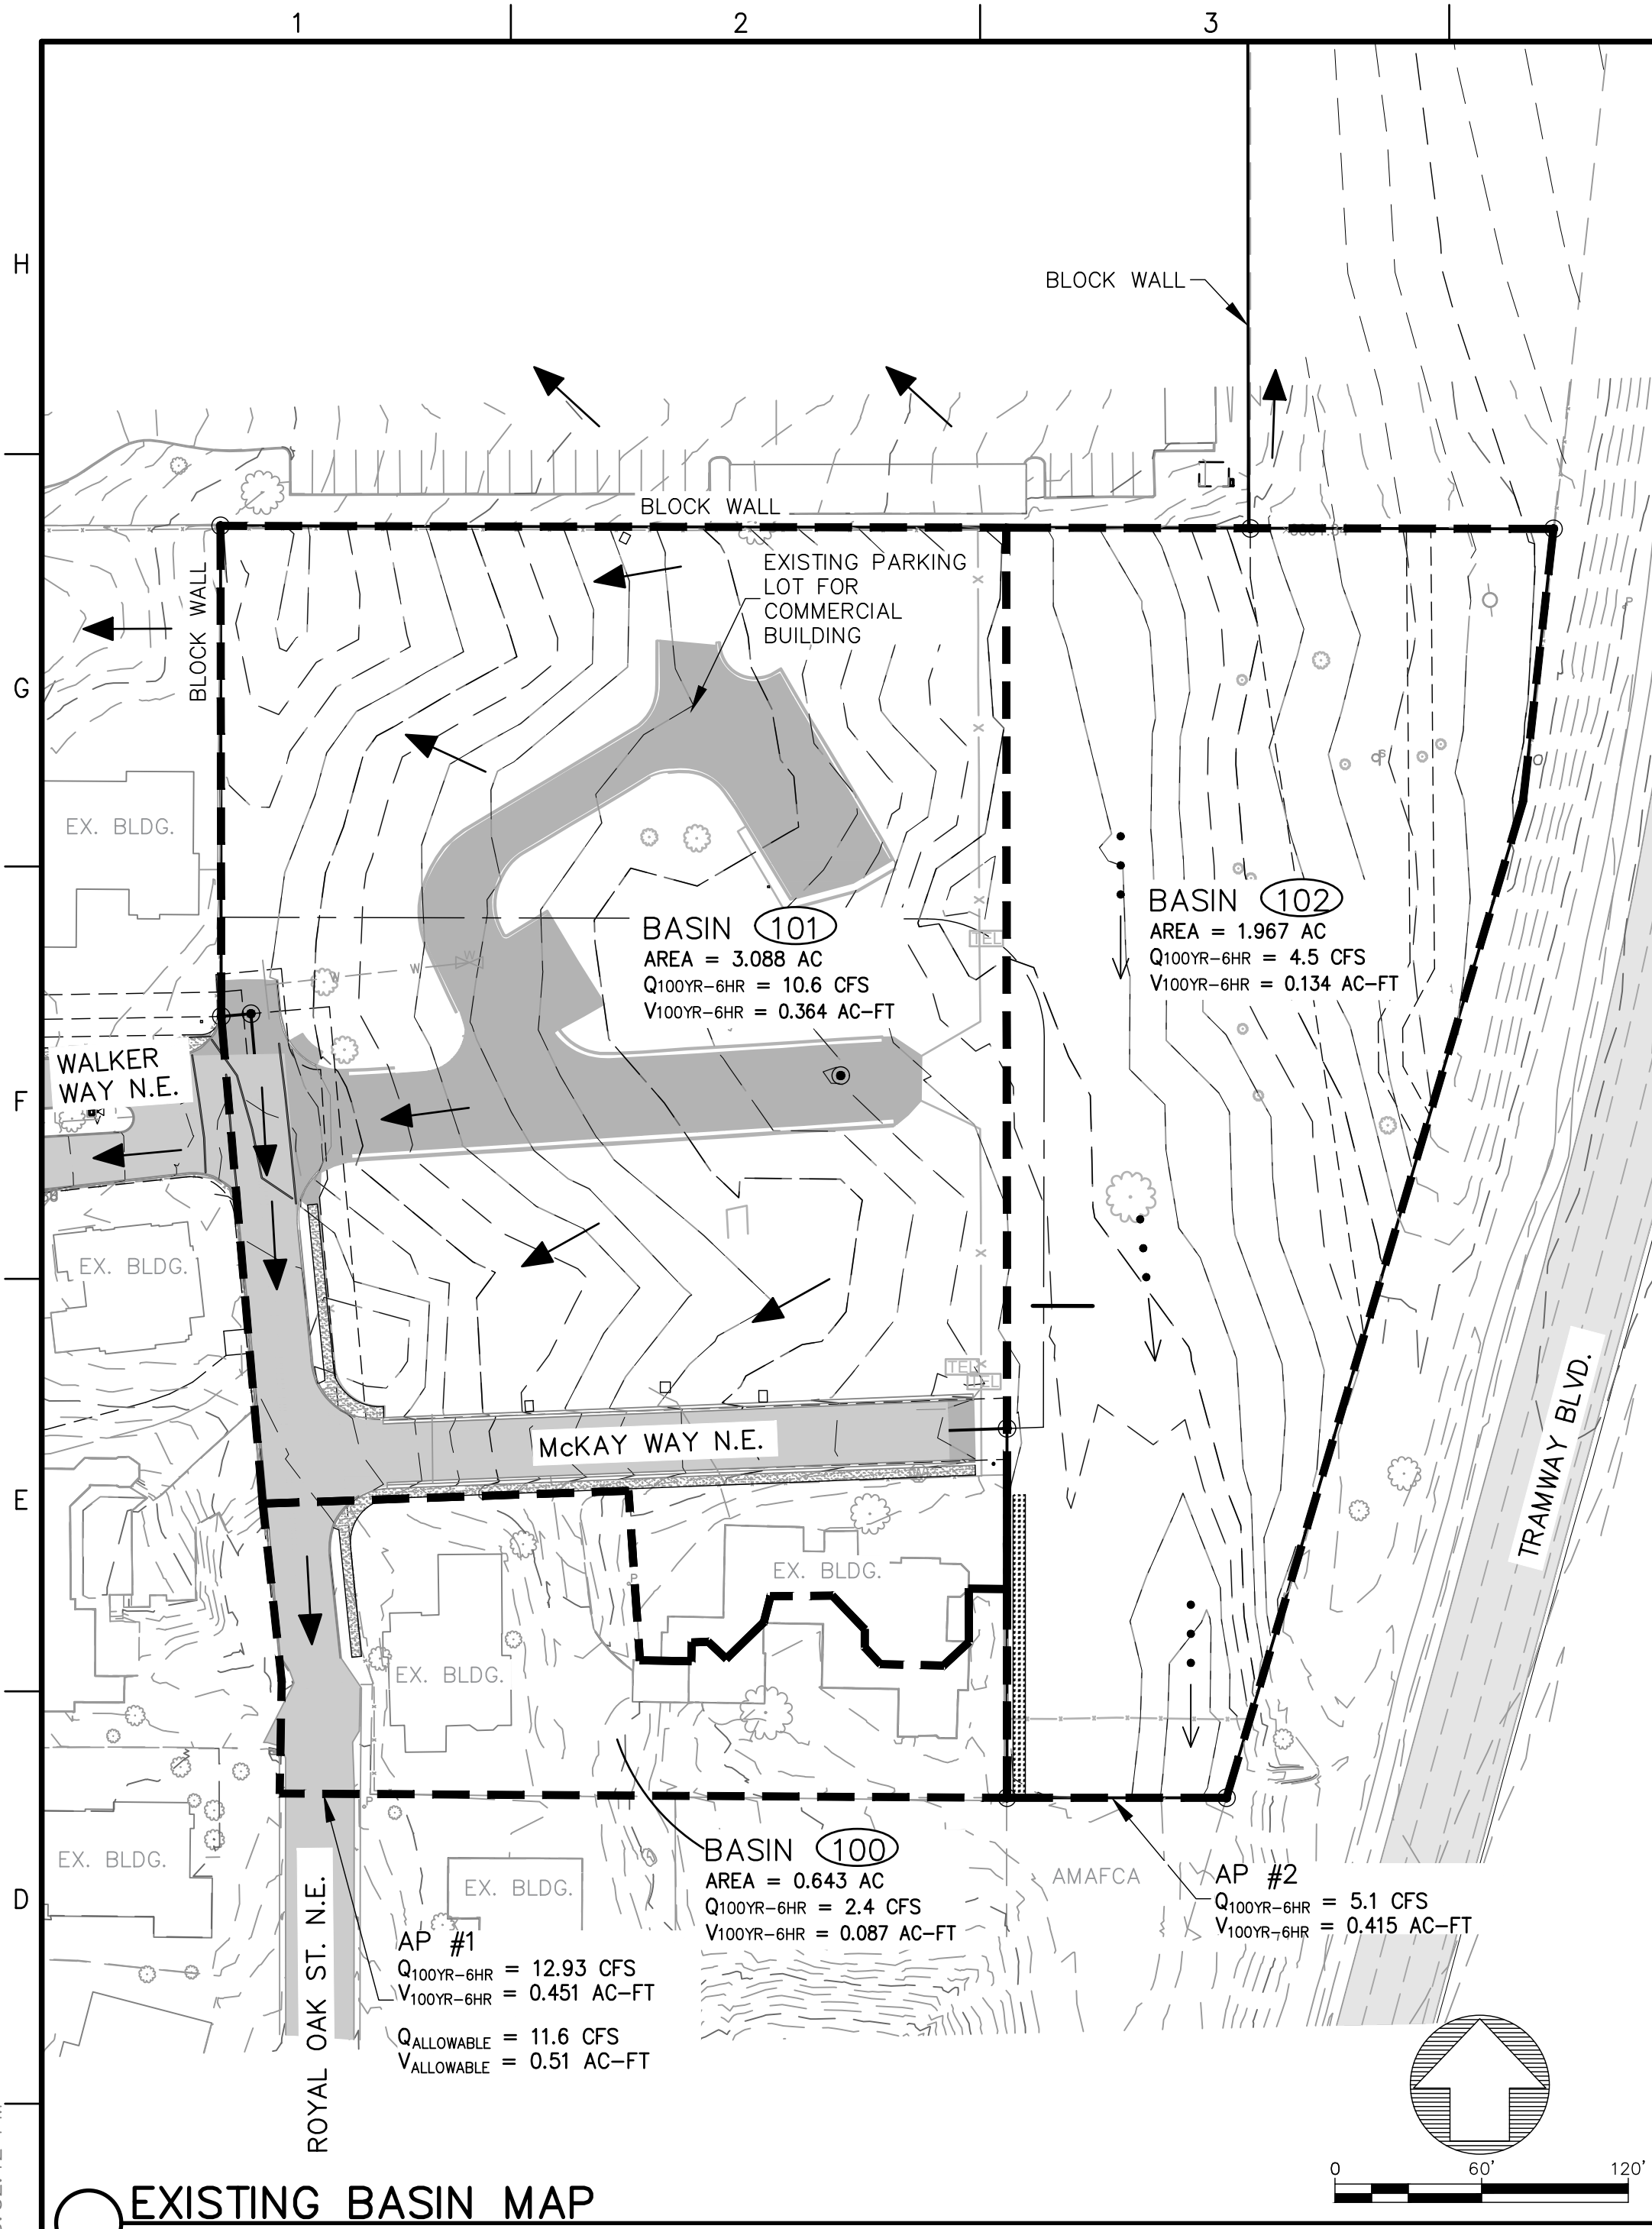 1
2
3
H
G
F
E
D
BLOCK WALL
BLOCK WALL
BLOCK WALL
EXISTING PARKING
LOT FOR
COMMERCIAL
BUILDING
EX. BLDG.
BASIN 101
AREA = 3.088 AC
Q100YR-6HR = 10.6 CFS
V100YR-6HR = 0.364 AC-FT
BASIN 102
AREA = 1.967 AC
Q100YR-6HR = 4.5 CFS
V100YR-6HR = 0.134 AC-FT
TEL
WALKER
WAY N.E.
EX. BLDG.
TEL
TEL
McKAY WAY N.E.
TRAMWAY BLVD.
EX. BLDG.
EX. BLDG.
EX. BLDG.
EX. BLDG.
BASIN 100
AREA = 0.643 AC
Q100YR-6HR = 2.4 CFS
V100YR-6HR = 0.087 AC-FT
AMAFCA
AP #2
Q100YR-6HR = 5.1 CFS
V100YR-6HR = 0.415 AC-FT
AP #1
Q100YR-6HR = 12.93 CFS
V100YR-6HR = 0.451 AC-FT
QALLOWABLE = 11.6 CFS
VALLOWABLE = 0.51 AC-FT
ROYAL OAK ST. N.E.
0 60' 120'
EXISTING BASIN MAP